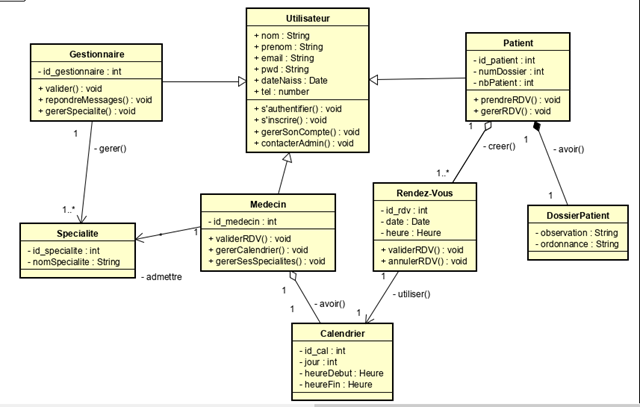 Utilisateur
+ nom : String
+ prenom : String
+ email : String
+ pwd : String
+ dateNaiss : Date
+ tel : number
+ s'authentifier() : void
+ s'inscrire() : void
+ gererSonCompte() : void
+ contacterAdmin() : void
Gestionnaire
- id_gestionnaire : int
+ valider() : void
+ repondreMessages() : void
+ gererSpecialite() : void
Patient
- id_patient : int
- numDossier : int
- nbPatient : int
+ prendreRDV() : void
+ gererRDV() : void
1
- gerer()
1..*
1
- creer()
1..*
1
- avoir()
1
Medecin
- id_medecin : int
+ validerRDV() : void
+ gererCalendrier() : void
+ gererSesSpecialites() : void
Rendez-Vous
- id_rdv : int
- date : Date
- heure : Heure
+ validerRDV() : void
+ annulerRDV() : void
DossierPatient
- observation : String
- ordonnance : String
Specialite
- id_specialite : int
- nomSpecialite : String
*
1
- admettre
1
- avoir()
1
1
- utiliser()
1
Calendrier
- id_cal : int
- jour : int
- heureDebut : Heure
- heureFin : Heure